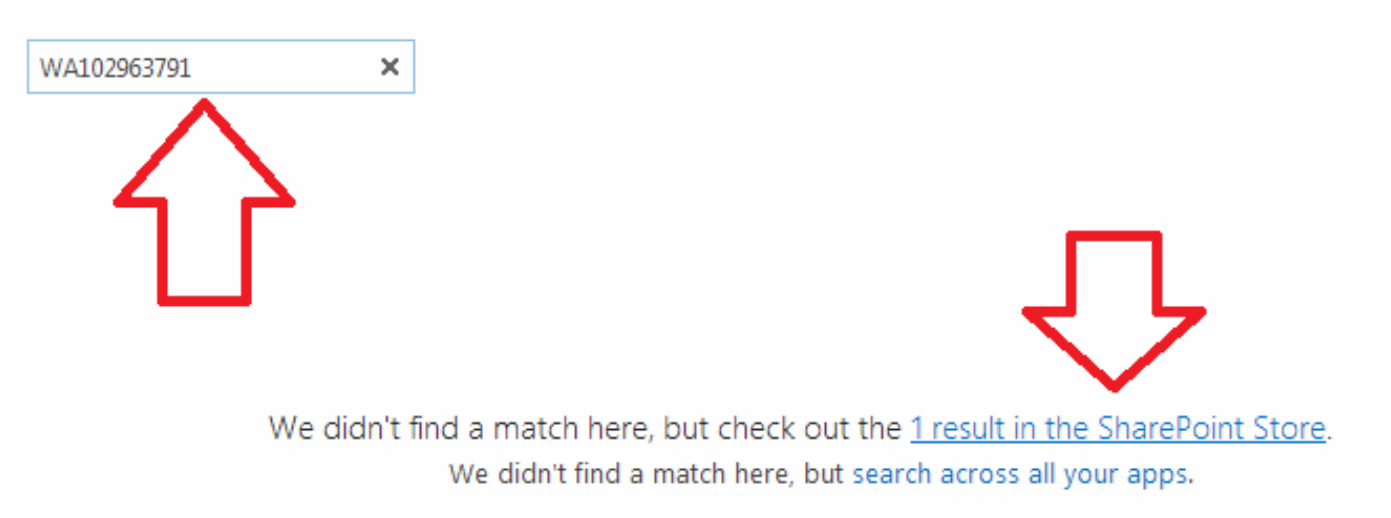 WA102963791
We didn't find a match here, but check out the 1 result in the SharePoint Store.
We didn't find a match here, but search across all your apps.